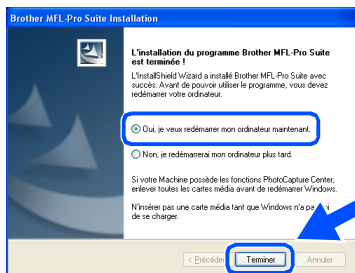 Brother MFL-Pro Suite Installation
L'installation du programme Brother MFL-Pro Suite
est terminée !
L'InstallShield Wizard a installé Brother MFL-Pro Suite avec
succès. Avant de pouvoir utiliser le programme, vous devez
redémarrer votre ordinateur.
Oui, je veux redémarrer mon ordinateur maintenant.
Non, je redémarrerai mon ordinateur plus tard.
Si votre Machine possède les fonctions PhotoCapture Center,
enlever toutes les cartes média avant de redémarrer Windows.
N'insérer pas une carte média tant que Windows n'a pas
de se charger.
< Précédent Terminer Annuler